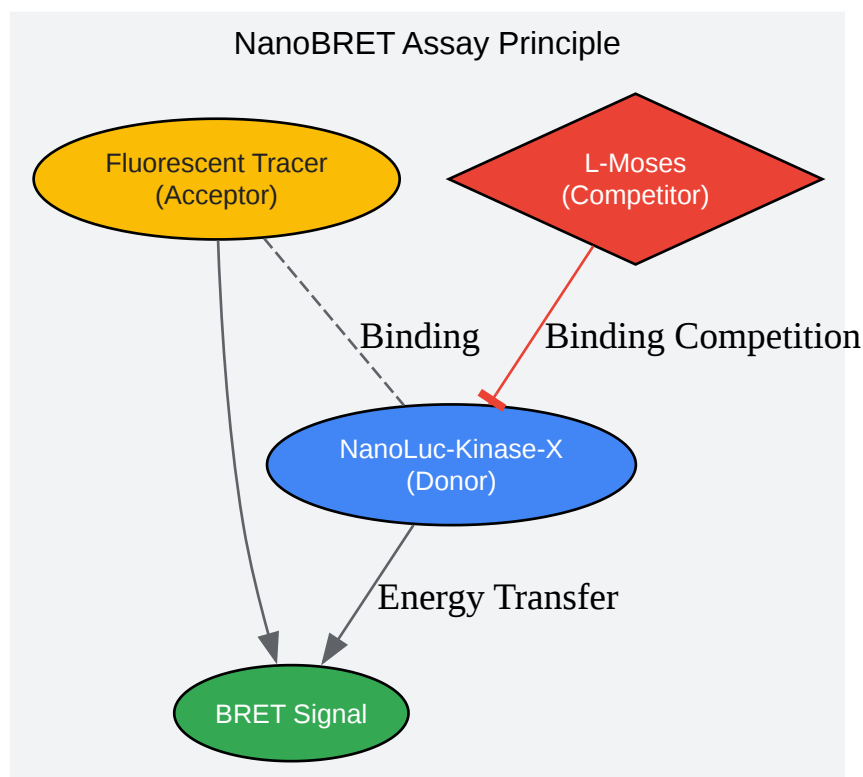 NanoBRET Assay Principle
Fluorescent Tracer
(Acceptor)
L-Moses
(Competitor)
Binding
Binding Competition
NanoLuc-Kinase-X
(Donor)
Energy Transfer
BRET Signal